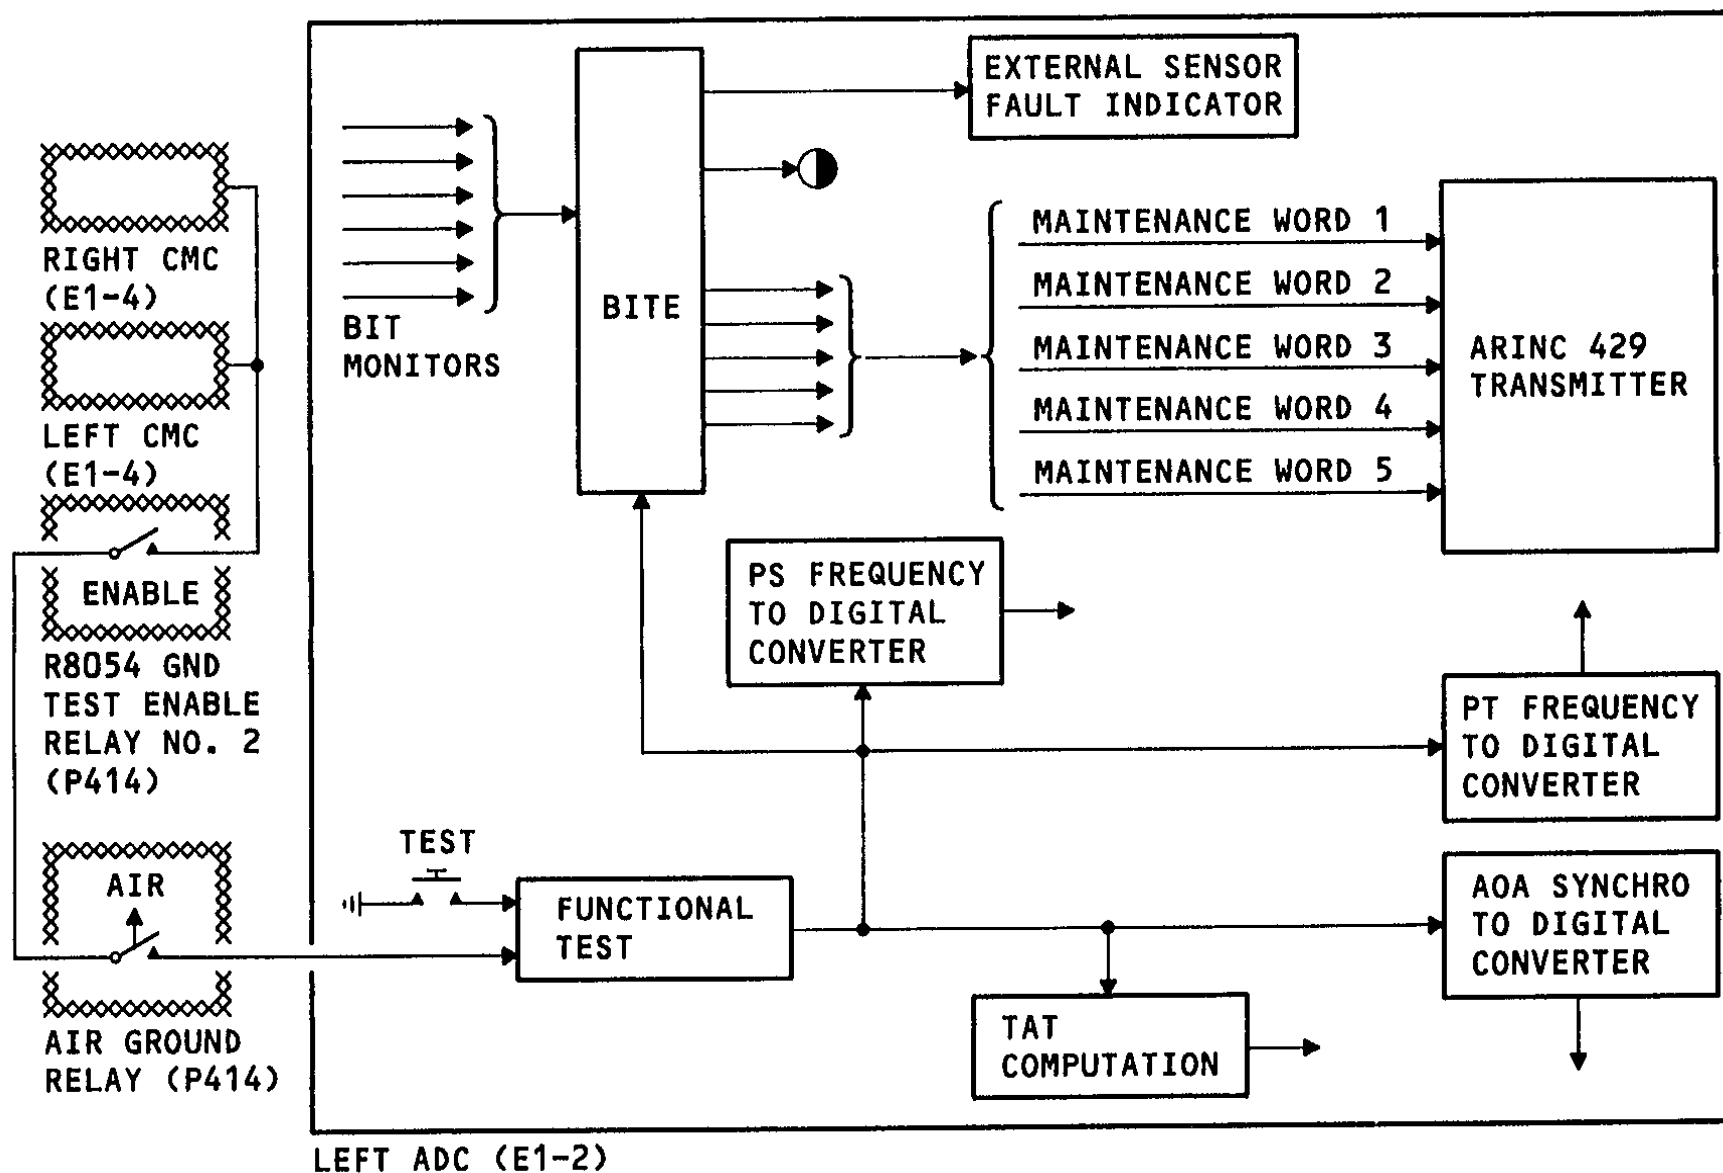 EXTERNAL SENSOR
FAULT INDICATOR
RIGHT CMC
(E1-4)
LEFT CMC
(E1-4)
ENABLE
R8054 GND
TEST ENABLE
RELAY NO. 2
(P414)
AIR
AIR GROUND
RELAY (P414)
BIT
MONITORS
BITE
MAINTENANCE WORD 1
MAINTENANCE WORD 2
MAINTENANCE WORD 3
MAINTENANCE WORD 4
MAINTENANCE WORD 5
ARINC 429
TRANSMITTER
PS FREQUENCY
TO DIGITAL
CONVERTER
PT FREQUENCY
TO DIGITAL
CONVERTER
TEST
FUNCTIONAL
TEST
AOA SYNCHRO
TO DIGITAL
CONVERTER
TAT
COMPUTATION
LEFT ADC (E1-2)